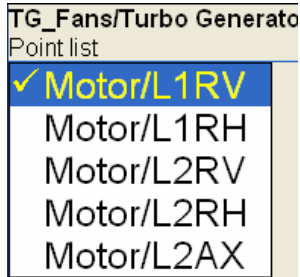 TG_Fans/Turbo Generato
Point list
✓ Motor/L1RV
Motor/L1RH
Motor/L2RV
Motor/L2RH
Motor/L2AX